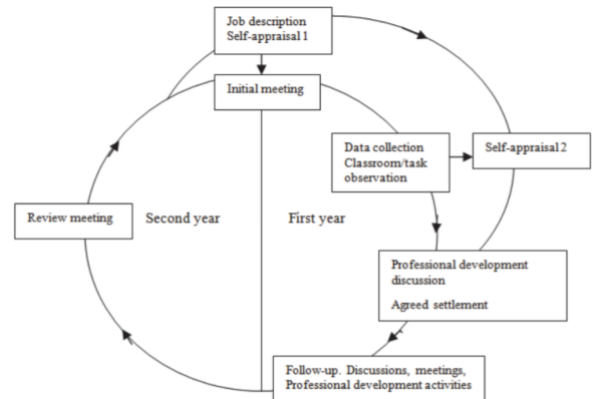 Job description
Self-appraisal 1
Initial meeting
Data collection
Classroom/task
observation
Self-appraisal 2
Review meeting
Second year
First year
Professional development
discussion
Agreed settlement
Follow-up. Discussions, meetings,
Professional development activities